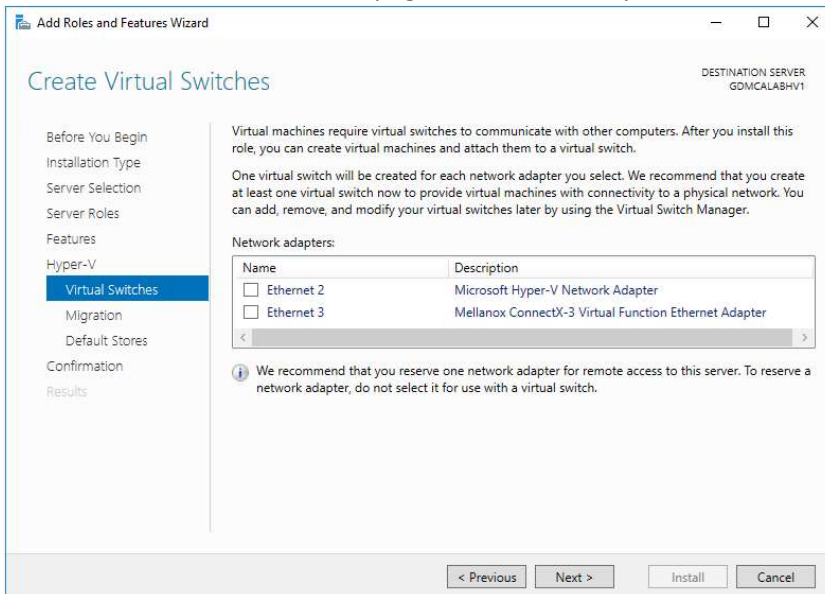 Add Roles and Features Wizard
Create Virtual Switches
DESTINATION SERVER
GDMCALABHV1
Before You Begin
Installation Type
Server Selection
Server Roles
Features
Hyper-V
Virtual Switches
Migration
Default Stores
Confirmation
Results
Virtual machines require virtual switches to communicate with other computers. After you install this
role, you can create virtual machines and attach them to a virtual switch.
One virtual switch will be created for each network adapter you select. We recommend that you create
at least one virtual switch now to provide virtual machines with connectivity to a physical network. You
can add, remove, and modify your virtual switches later by using the Virtual Switch Manager.
Network adapters:
Name Description
Ethernet 2 Microsoft Hyper-V Network Adapter
Ethernet 3 Mellanox ConnectX-3 Virtual Function Ethernet Adapter
We recommend that you reserve one network adapter for remote access to this server. To reserve a
network adapter, do not select it for use with a virtual switch.
< Previous Next > Install Cancel